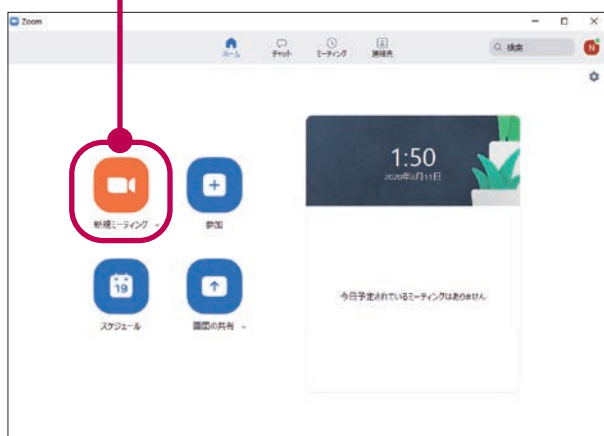 Zoom
ホーム
チャット
ミーティング
連絡先
検索
N
1:50
2020年4月11日
新規ミーティング
参加
19
スケジュール
画面の共有
今日予定されているミーティングはありません